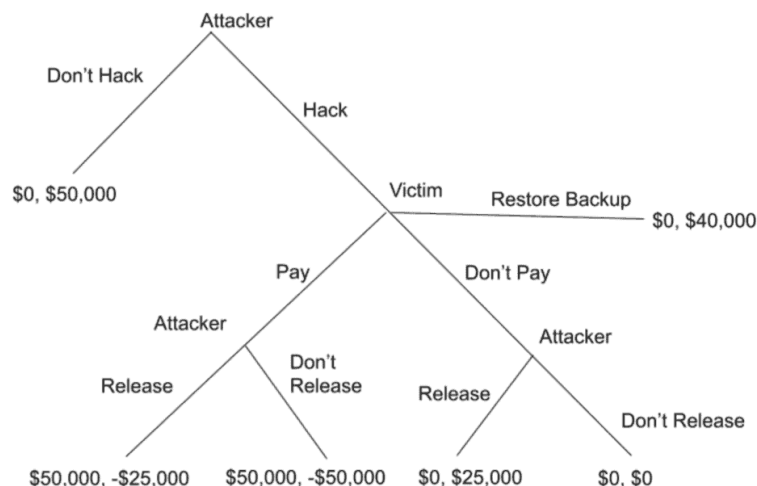 Attacker
Don't Hack
Hack
$0, $50,000
Victim
Restore Backup
$0, $40,000
Pay
Don't Pay
Attacker
Attacker
Release
Don't
Release
Release
Don't Release
$50,000, -$25,000
$50,000, -$50,000
$0, $25,000
$0, $0